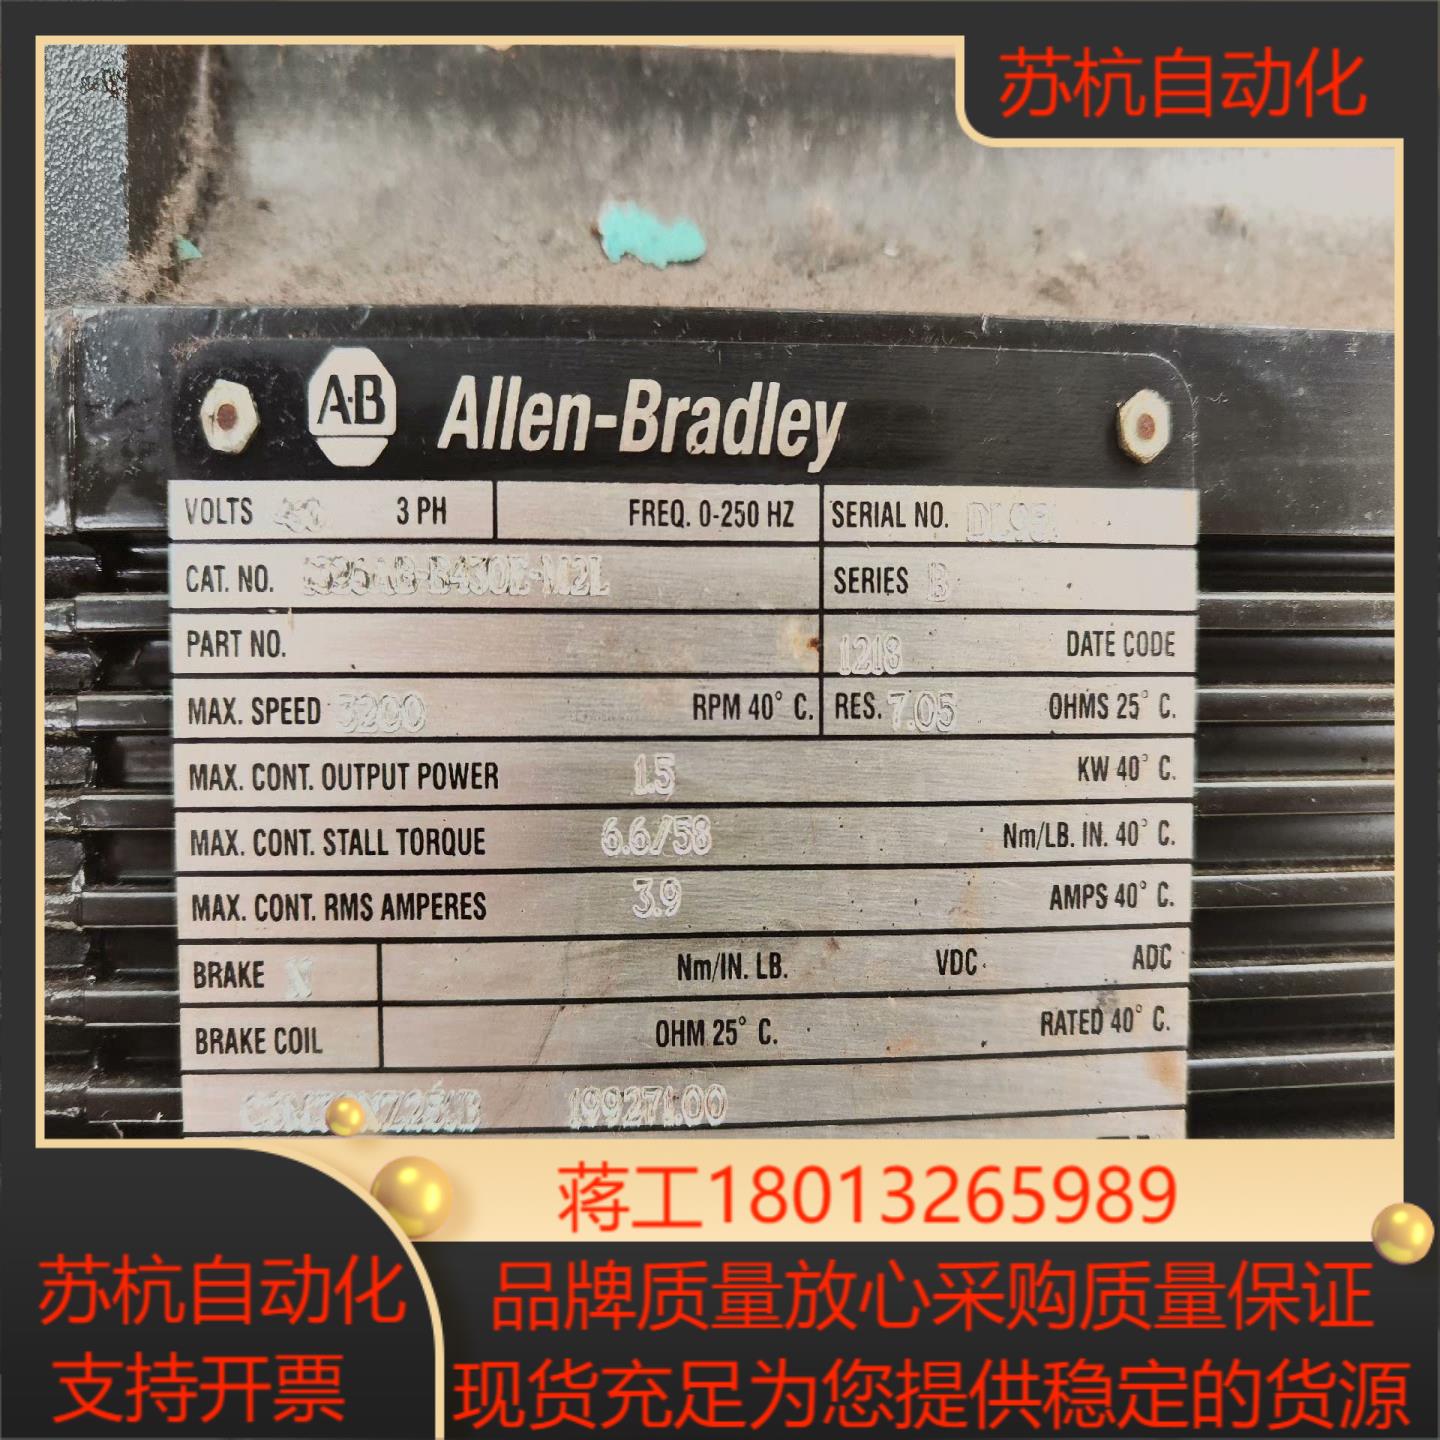 苏杭自动化
A·B Allen-Bradley
VOLTS 3 PH FREQ. 0-250 HZ SERIAL NO.
CAT. NO. SERIES B
PART NO. 1218 DATE CODE
MAX. SPEED 3200 RPM 40° C. RES. 7.05 OHMS 25° C.
MAX. CONT. OUTPUT POWER 1.5 KW 40° C.
MAX. CONT. STALL TORQUE 6.6/58 Nm/LB. IN. 40° C.
MAX. CONT. RMS AMPERES 3.9 AMPS 40° C.
BRAKE Nm/IN. LB. VDC ADC
BRAKE COIL OHM 25° C. RATED 40° C.
199271.00
蒋工18013265989
苏杭自动化
支持开票
品牌质量放心采购质量保证
现货充足为您提供稳定的货源